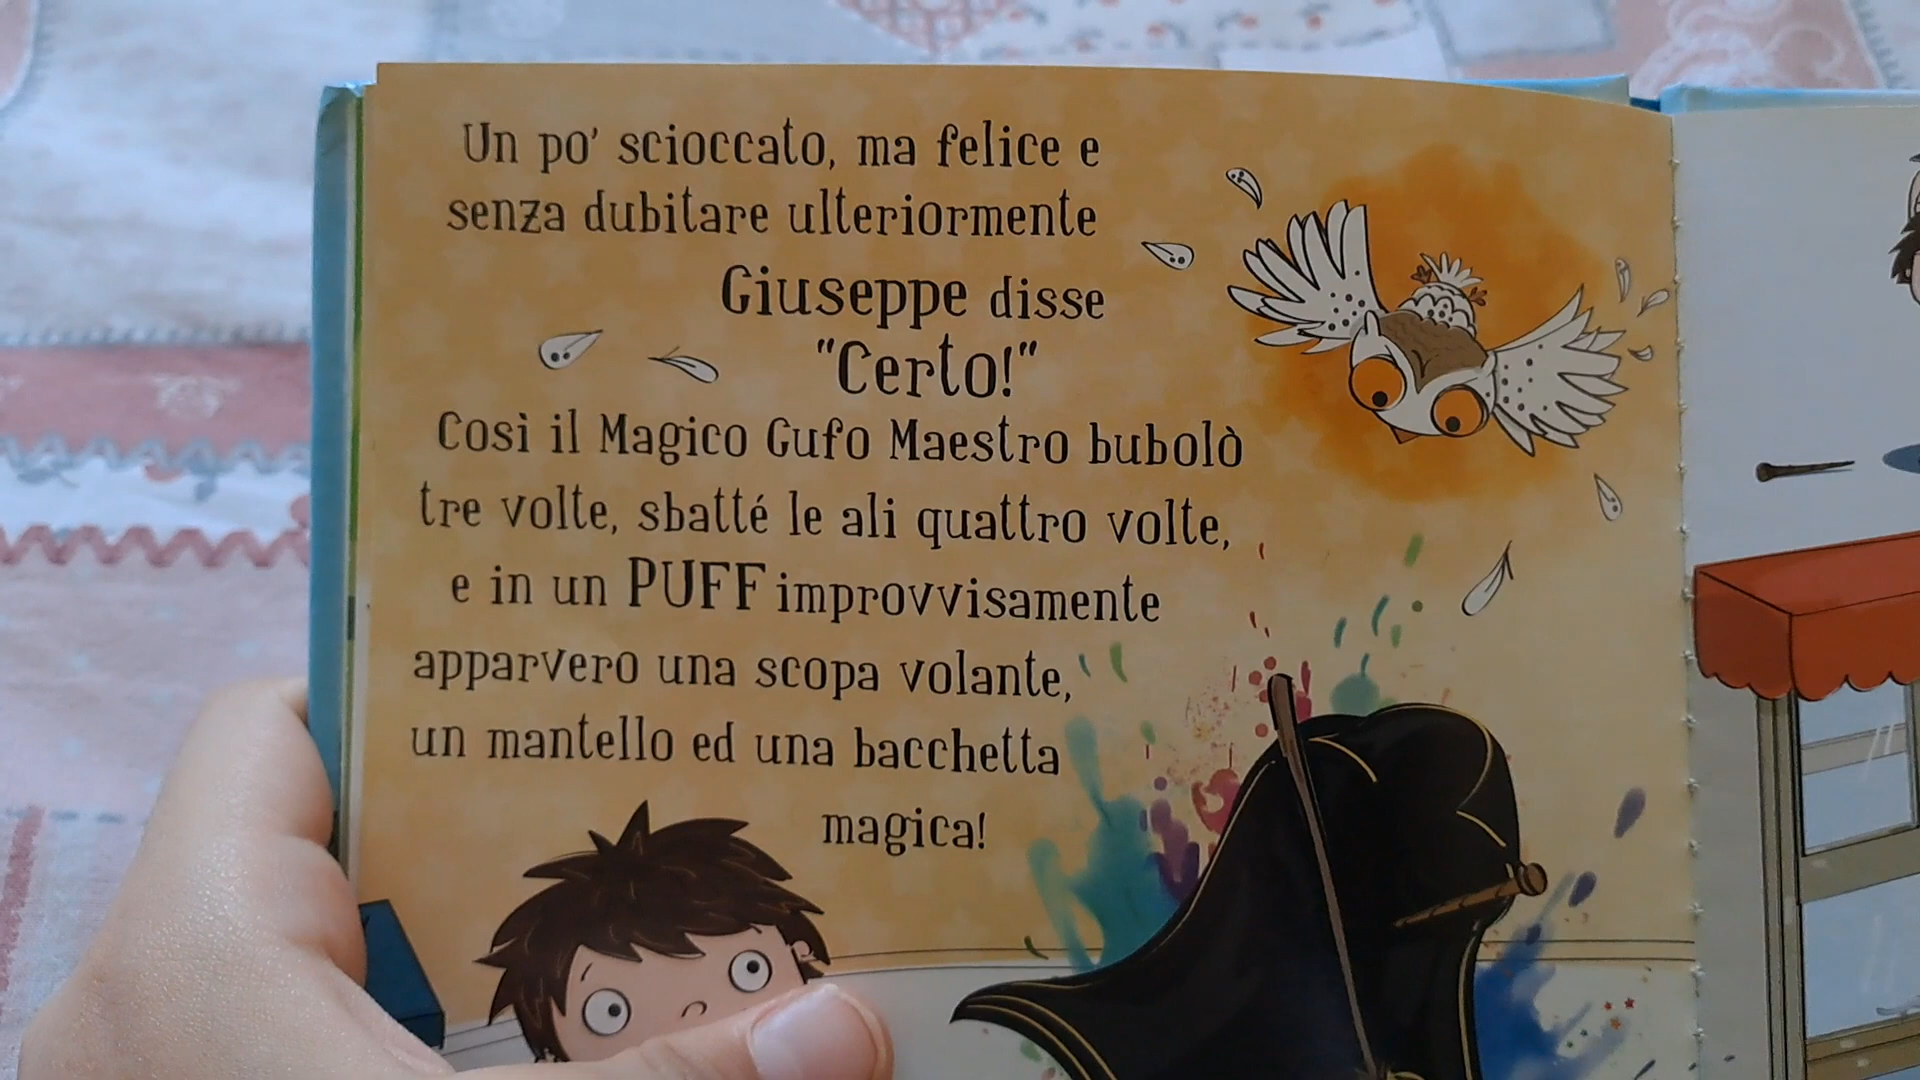 Un po' scioccato, ma felice e
senza dubitare ulteriormente
Giuseppe disse
"Certo!"
Così il Magico Gufo Maestro bubolò
tre volte, sbatté le ali quattro volte,
e in un PUFF improvvisamente
apparvero una scopa volante,
un mantello ed una bacchetta
magica!